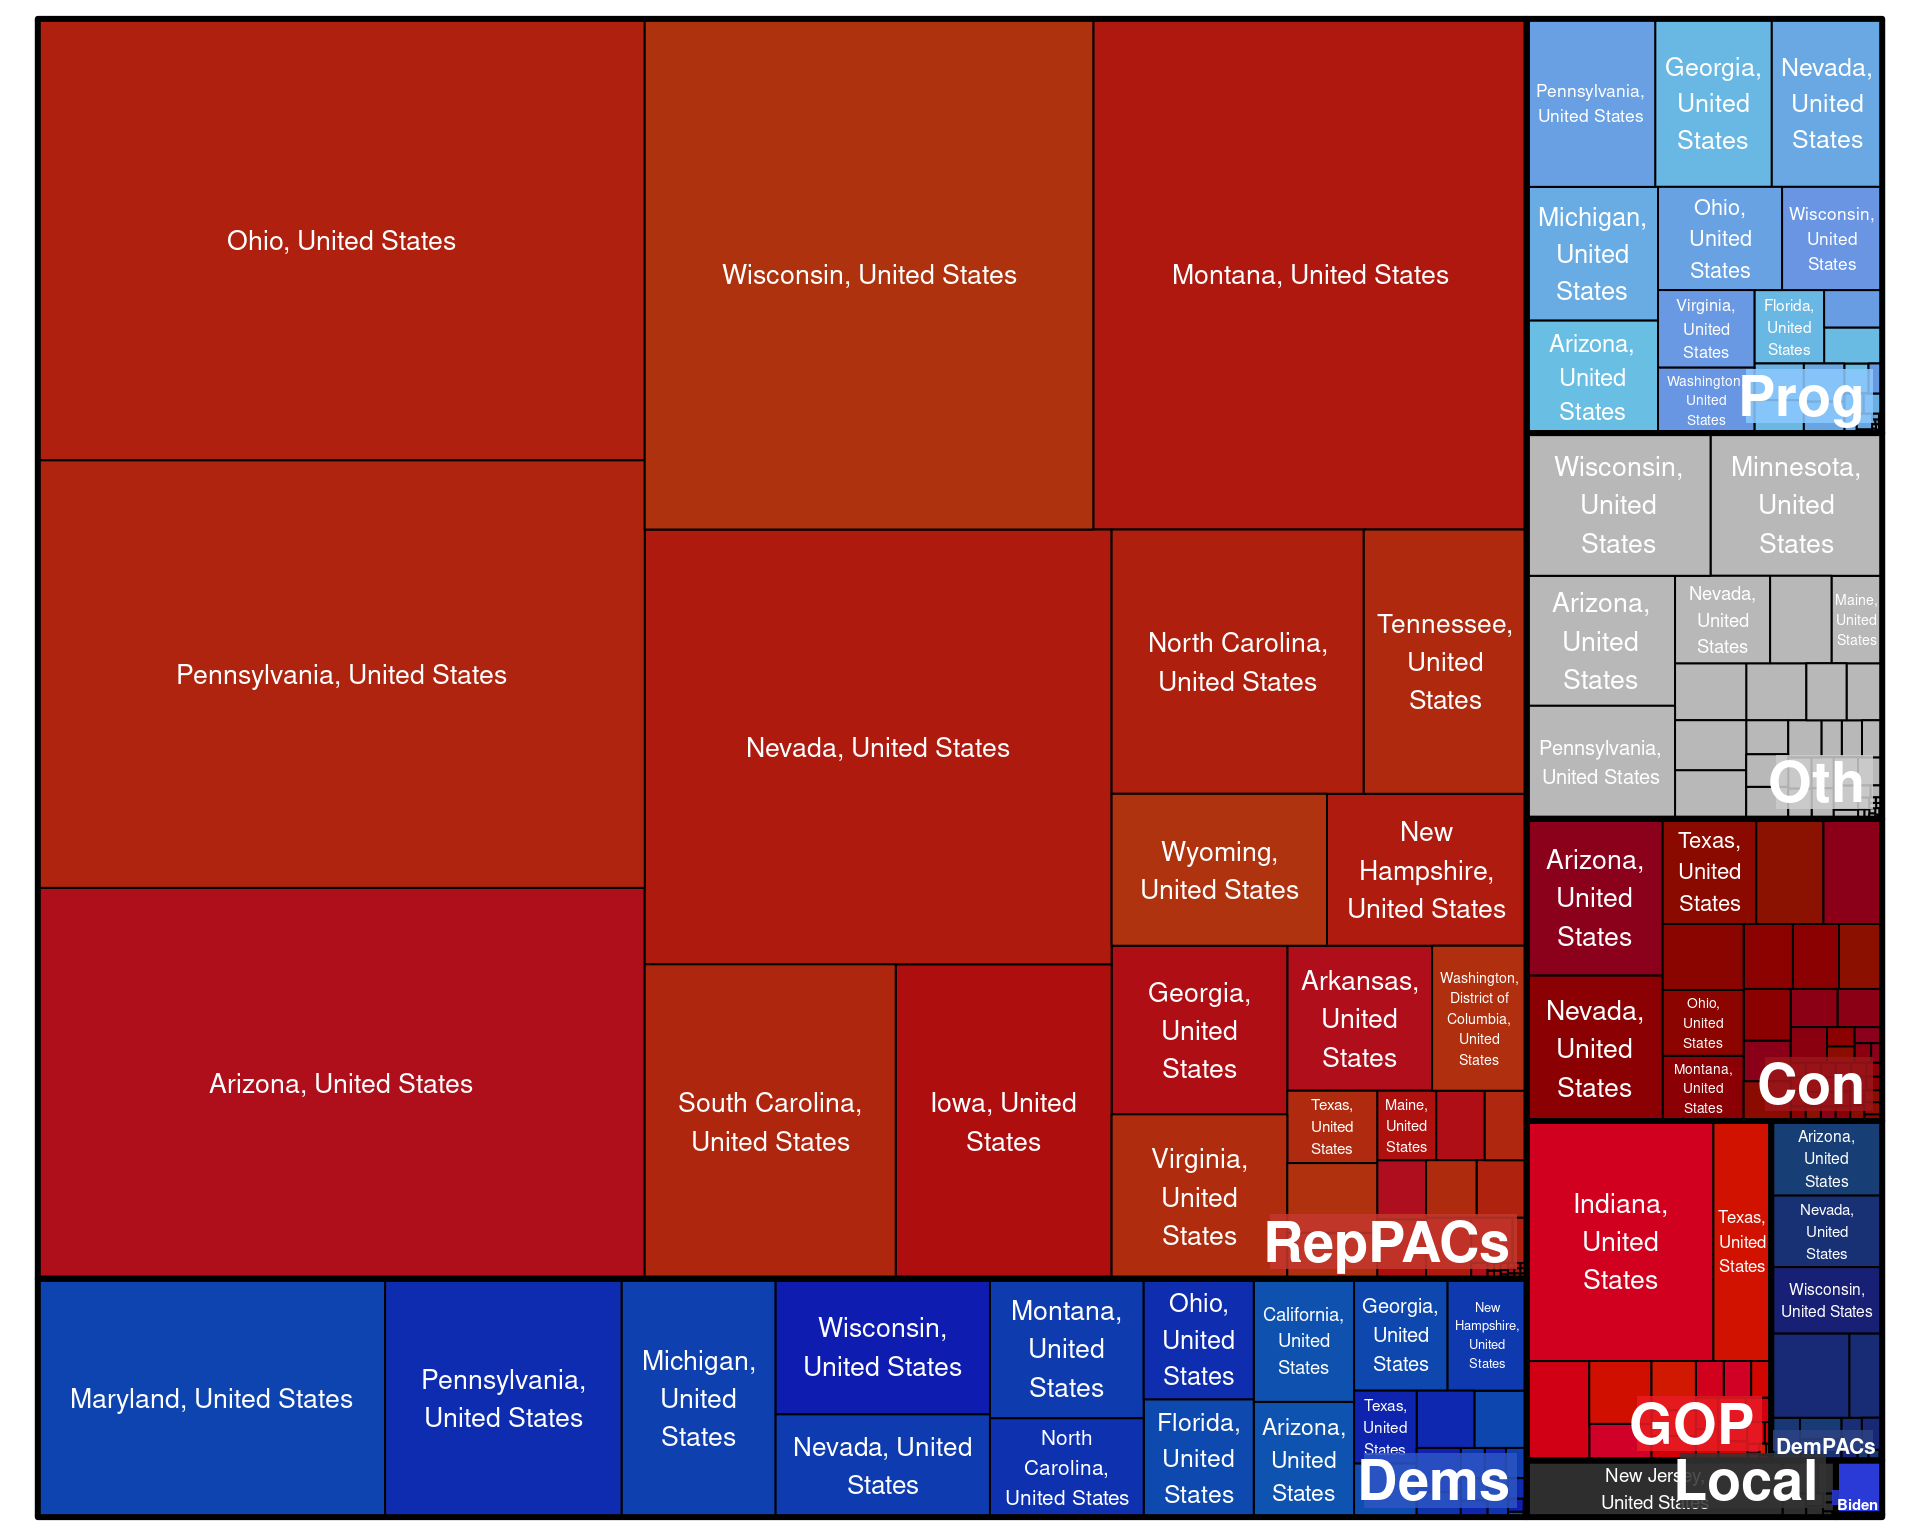 Ohio, United States
Pennsylvania, United States
Arizona, United States
Wisconsin, United States
Montana, United States
Nevada, United States
North Carolina,
United States
Tennessee,
United
States
Wyoming,
United States
New
Hampshire,
United States
South Carolina,
United States
Iowa, United
States
Georgia,
United
States
Arkansas,
United
States
Washington,
District of
Columbia,
United
States
Virginia,
United
States
Texas,
United
States
Maine,
United
States
RepPACs
Maryland, United States
Pennsylvania,
United States
Michigan,
United
States
Wisconsin,
United States
Nevada, United
States
Montana,
United
States
North
Carolina,
United States
Ohio,
United
States
Florida,
United
States
California,
United
States
Arizona,
United
States
Georgia,
United
States
New
Hampshire,
United
States
Texas,
United
States
Dems
Pennsylvania,
United States
Georgia,
United
States
Nevada,
United
States
Michigan,
United
States
Ohio,
United
States
Wisconsin,
United
States
Arizona,
United
States
Virginia,
United
States
Florida,
United
States
Washington,
United
States
Prog
Wisconsin,
United
States
Minnesota,
United
States
Arizona,
United
States
Nevada,
United
States
Maine,
United
States
Pennsylvania,
United States
Oth
Arizona,
United
States
Texas,
United
States
Nevada,
United
States
Ohio,
United
States
Montana,
United
States
Con
Indiana,
United
States
Texas,
United
States
GOP
Arizona,
United
States
Nevada,
United
States
Wisconsin,
United States
DemPACs
New Jersey,
United States
Local
Biden